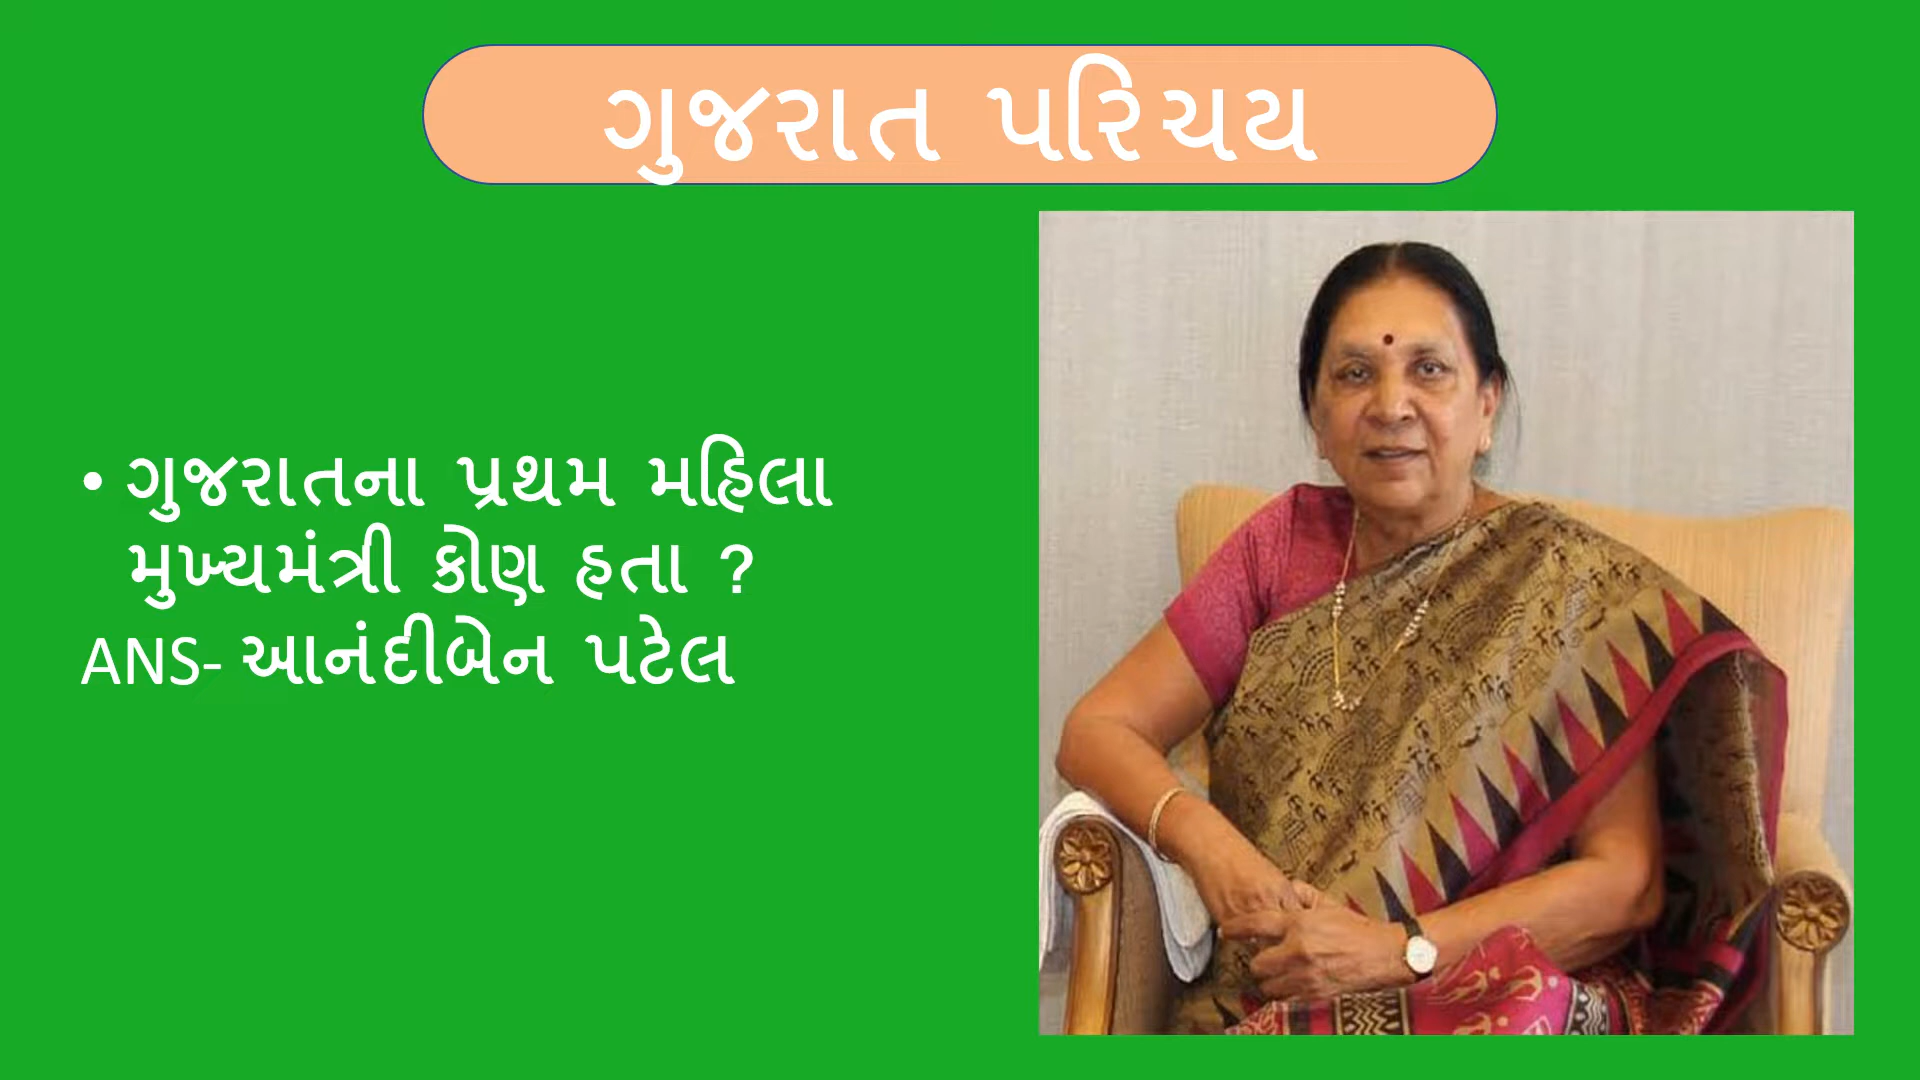 ગુજરાત પરિચય
• ગુજરાતના પ્રથમ મહિલા
મુખ્યમંત્રી કોણ હતા ?
ANS- આનંદીબેન પટેલ